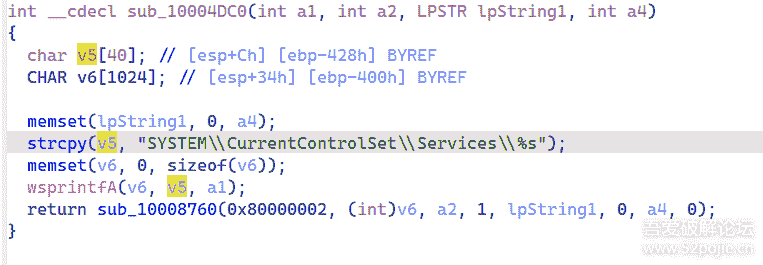 int __cdecl sub_10004DC0(int a1, int a2, LPSTR lpString1, int a4)
{
char v5[40]; // [esp+Ch] [ebp-428h] BYREF
CHAR v6[1024]; // [esp+34h] [ebp-400h] BYREF
memset(lpString1, 0, a4);
strcpy(v5, "SYSTEM\\CurrentControlSet\\Services\\%s");
memset(v6, 0, sizeof(v6));
wsprintfA(v6, v5, a1);
return sub_10008760(0x80000002, (int)v6, a2, 1, lpString1, 0, a4, 0);
}
吾爱破解论坛
www.52pojie.cn